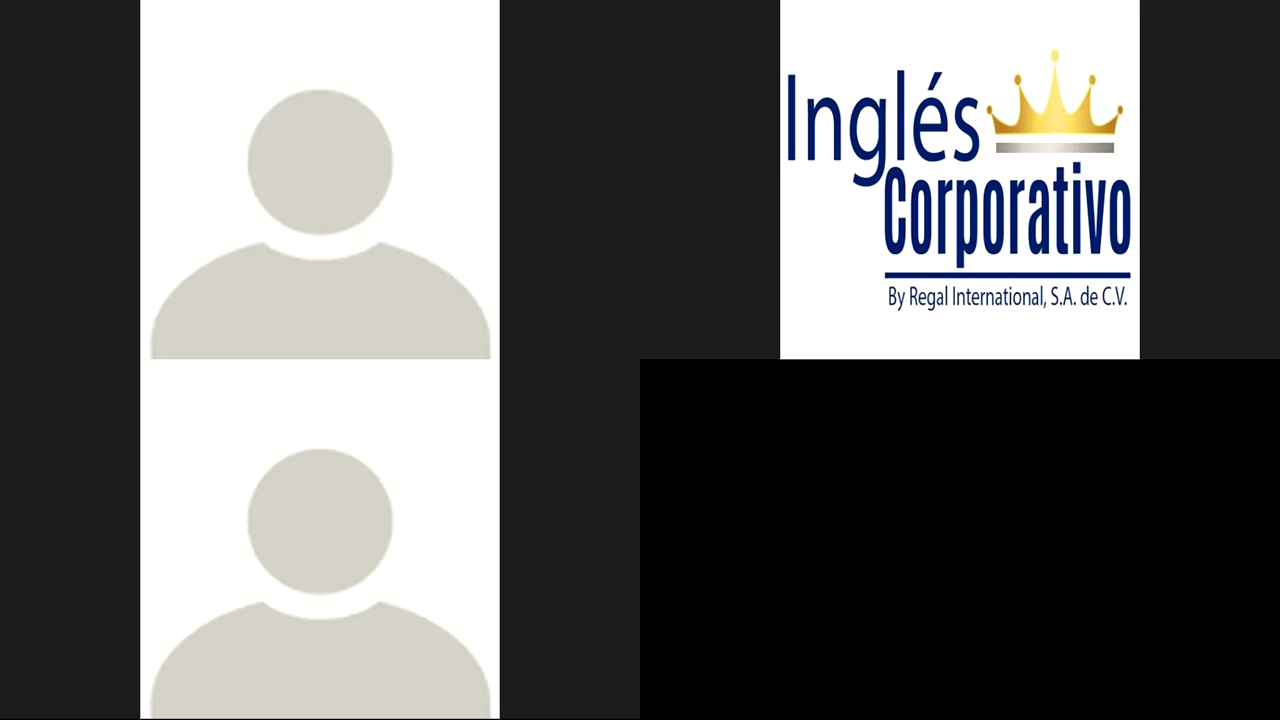 Inglés
Corporativo
By Regal International, S.A. de C.V.